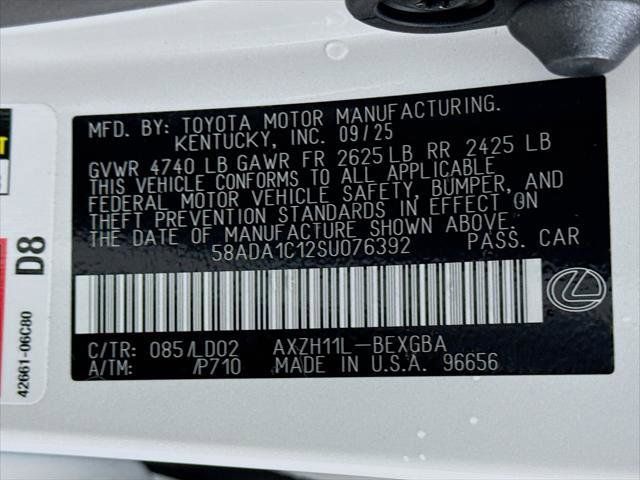 MFD. BY: TOYOTA MOTOR MANUFACTURING.
KENTUCKY, INC. 09/25
GVWR 4740 LB GAWR FR 2625 LB RR 2425 LB
THIS VEHICLE CONFORMS TO ALL APPLICABLE
FEDERAL MOTOR VEHICLE SAFETY, BUMPER, AND
THEFT PREVENTION STANDARDS IN EFFECT ON
THE DATE OF MANUFACTURE SHOWN ABOVE.
58ADA1C12SU076392 PASS. CAR
C/TR: 085/LD02 AXZH11L-BEXGBA
A/TM: /P710 MADE IN U.S.A. 96656
D8
42661-06C80